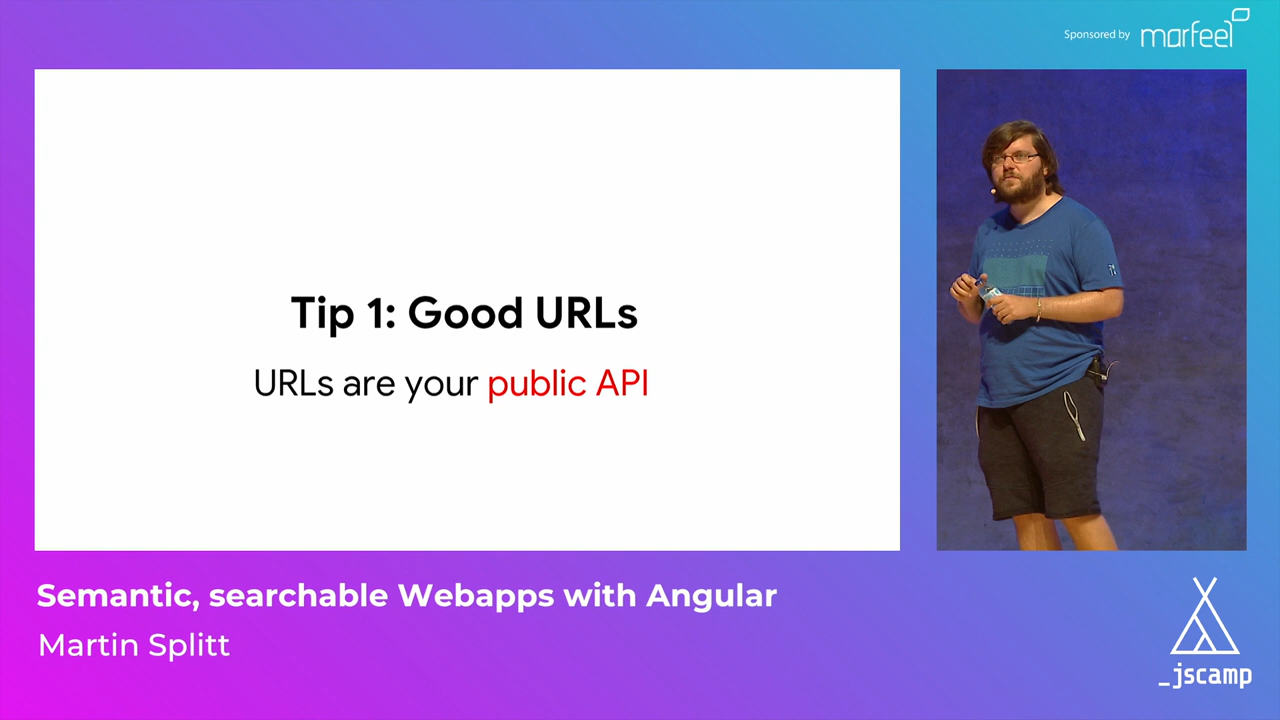 Sponsored by marfeel
Tip 1: Good URLs
URLs are your public API
Semantic, searchable Webapps with Angular
Martin Splitt
_jscamp